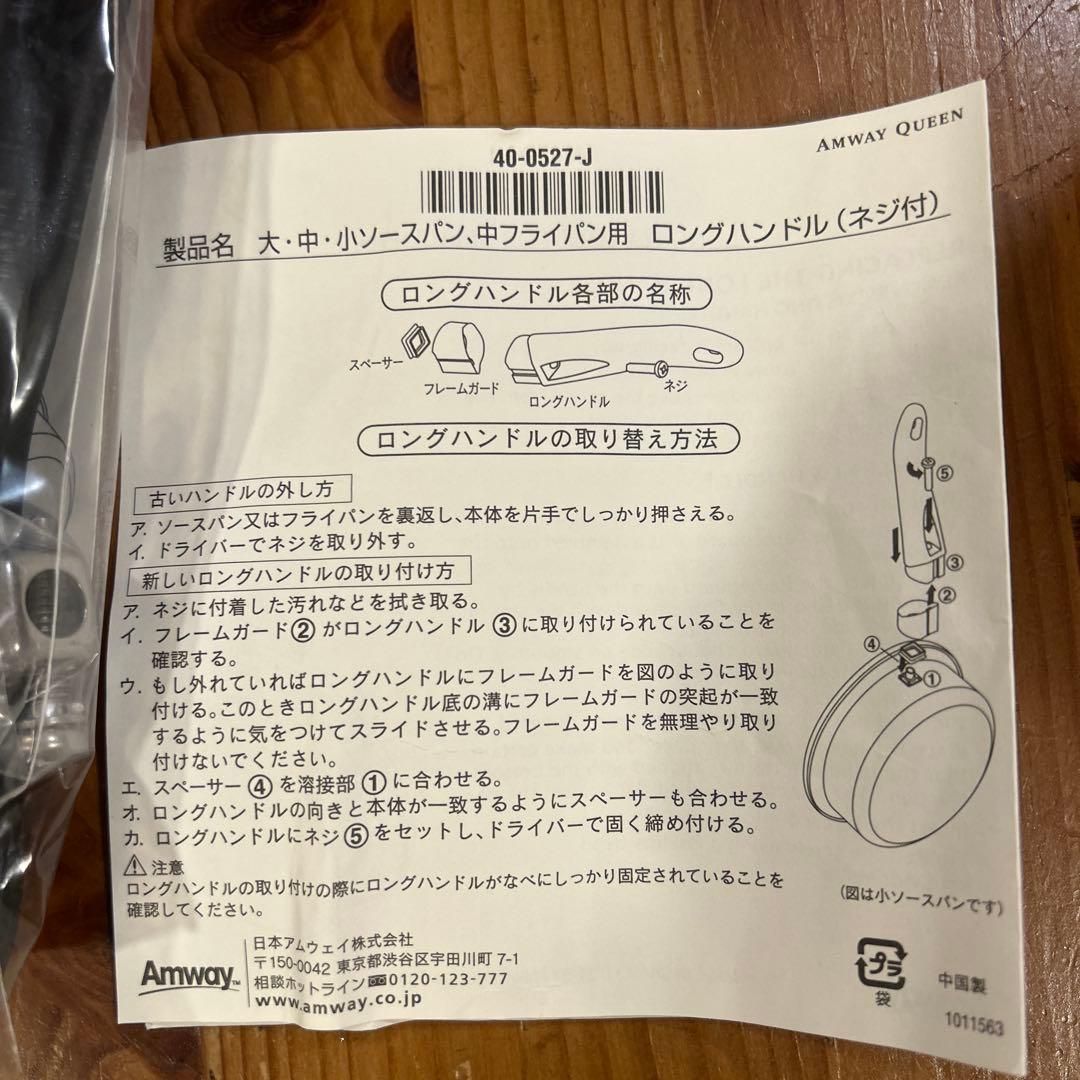 AMWAY QUEEN
40-0527-J
製品名 大・中・小ソースパン、中フライパン用 ロングハンドル(ネジ付)
ロングハンドル各部の名称
スペーサー
フレームガード
ロングハンドル
ネジ
ロングハンドルの取り替え方法
古いハンドルの外し方
ア. ソースパン又はフライパンを裏返し、本体を片手でしっかり押さえる。
イ. ドライバーでネジを取り外す。
新しいロングハンドルの取り付け方
ア. ネジに付着した汚れなどを拭き取る。
イ. フレームガード②がロングハンドル③に取り付けられていることを
確認する。
ウ. もし外れていればロングハンドルにフレームガードを図のように取り
付ける。このときロングハンドル底の溝にフレームガードの突起が一致
するように気をつけてスライドさせる。フレームガードを無理やり取り
付けないでください。
エ. スペーサー④を溶接部①に合わせる。
オ. ロングハンドルの向きと本体が一致するようにスペーサーも合わせる。
カ. ロングハンドルにネジ⑤をセットし、ドライバーで固く締め付ける。
⚠注意
ロングハンドルの取り付けの際にロングハンドルがなべにしっかり固定されていることを
確認してください。
⑤
③
②
④
①
(図は小ソースパンです)
Amway™
日本アムウェイ株式会社
〒150-0042 東京都渋谷区宇田川町 7-1
相談ホットライン 0120-123-777
www.amway.co.jp
プラ
袋
中国製
1011563